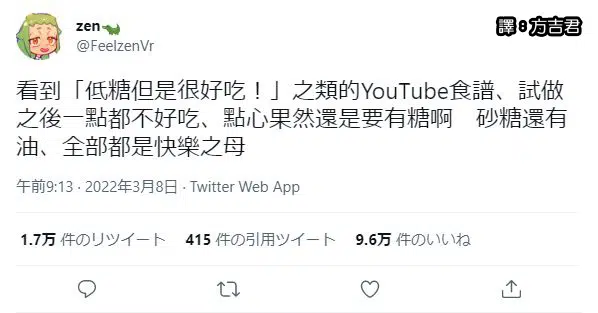 zen
譯 θ 方吉君
@FeelzenVr
看到「低糖但是很好吃！」之類的YouTube食譜、試做
之後一點都不好吃、點心果然還是要有糖啊　砂糖還有
油、全部都是快樂之母
午前9:13 · 2022年3月8日 · Twitter Web App
1.7万 件のリツイート 415 件の引用ツイート 9.6万 件のいいね